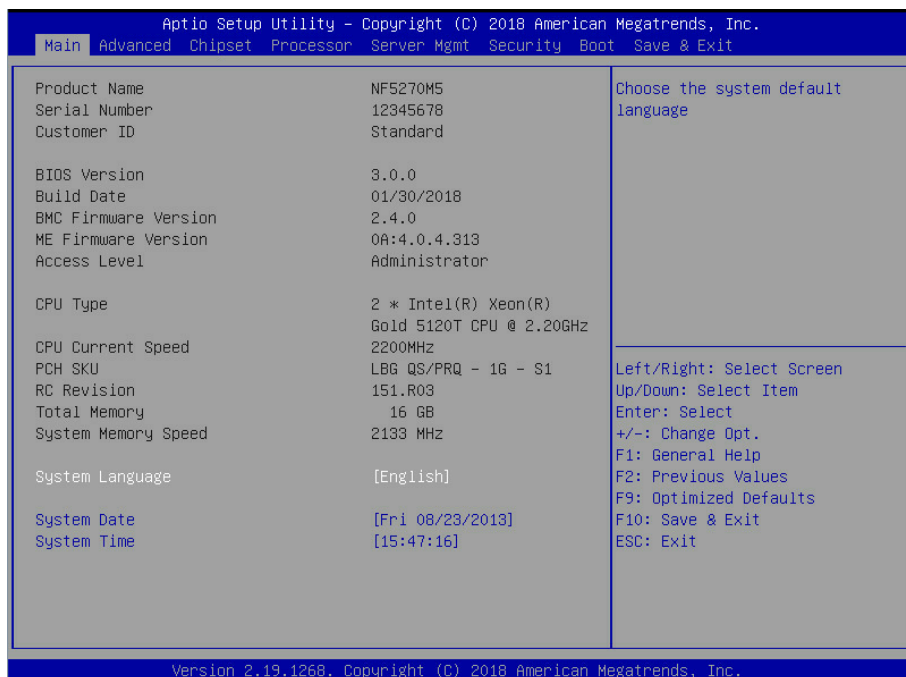 Aptio Setup Utility – Copyright (C) 2018 American Megatrends, Inc.
Main Advanced Chipset Processor Server Mgmt Security Boot Save & Exit
Product Name NF5270M5
Serial Number 12345678
Customer ID Standard
BIOS Version 3.0.0
Build Date 01/30/2018
BMC Firmware Version 2.4.0
ME Firmware Version 0A:4.0.4.313
Access Level Administrator
CPU Type 2 * Intel(R) Xeon(R)
Gold 5120T CPU @ 2.20GHz
CPU Current Speed 2200MHz
PCH SKU LBG QS/PRQ – 1G – S1
RC Revision 151.R03
Total Memory 16 GB
System Memory Speed 2133 MHz
System Language [English]
System Date [Fri 08/23/2013]
System Time [15:47:16]
Choose the system default
language
Left/Right: Select Screen
Up/Down: Select Item
Enter: Select
+/-: Change Opt.
F1: General Help
F2: Previous Values
F9: Optimized Defaults
F10: Save & Exit
ESC: Exit
Version 2.19.1268. Copyright (C) 2018 American Megatrends, Inc.